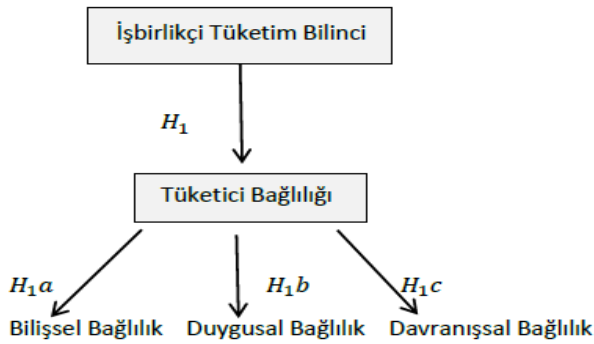 İşbirlikçi Tüketim Bilinci
H₁
Tüketici Bağlılığı
H₁a H₁b H₁c
Bilişsel Bağlılık Duygusal Bağlılık Davranışsal Bağlılık